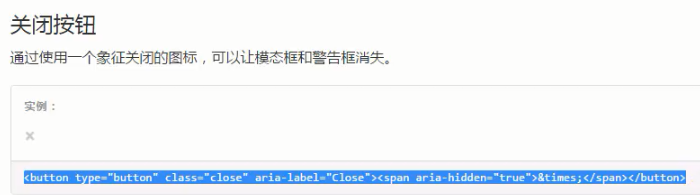 关闭按钮
通过使用一个象征关闭的图标，可以让模态框和警告框消失。
实例：
×
<button type="button" class="close" aria-label="Close"><span aria-hidden="true">&times;</span></button>